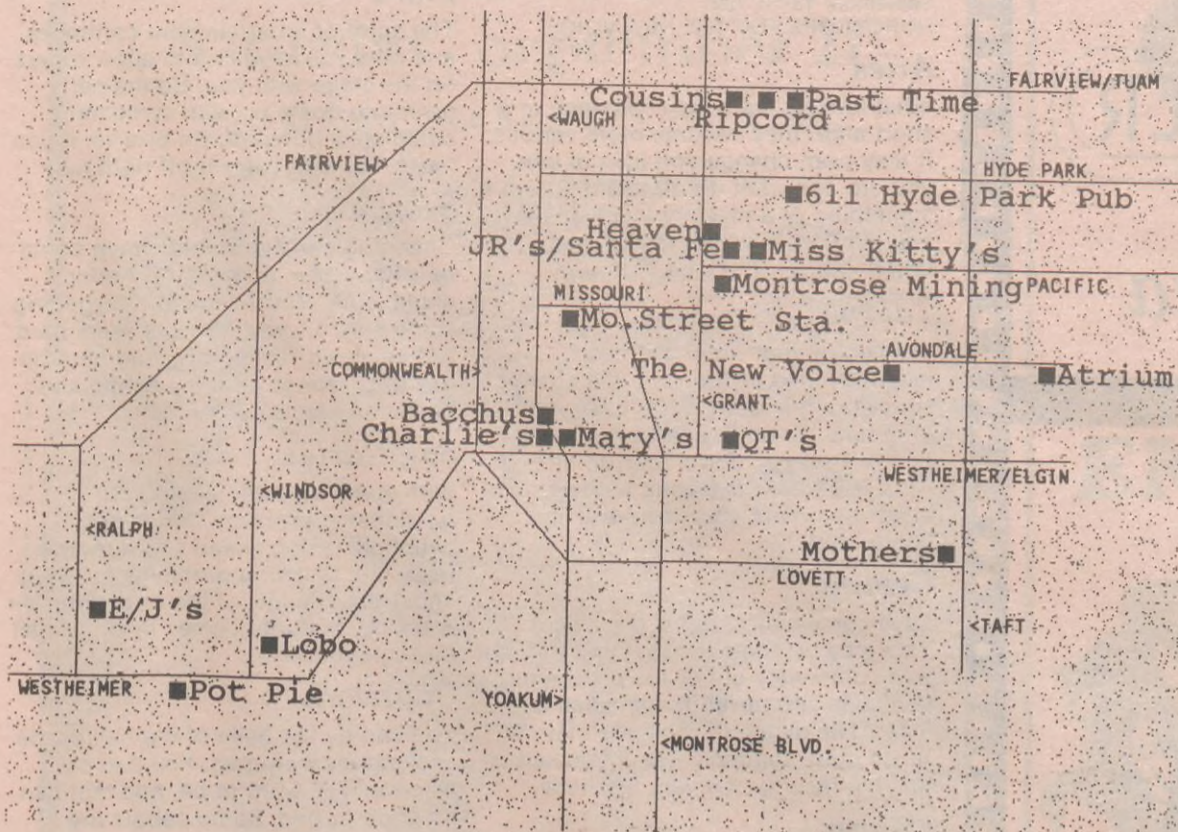 FAIRVIEW/TUAM
Cousins■ ■ ■Past Time
Ripcord
<WAUGH
FAIRVIEW>
HYDE PARK
■611 Hyde Park Pub
Heaven■
JR's/Santa Fe■ ■Miss Kitty's
■Montrose Mining PACIFIC
MISSOURI
■Mo.Street Sta.
AVONDALE
COMMONWEALTH>
The New Voice■ ■Atrium
<GRANT
Bacchus■
Charlie's■ ■Mary's ■QT's
WESTHEIMER/ELGIN
<WINDSOR
<RALPH
Mothers■
LOVETT
■E/J's
<TAFT
■Lobo
WESTHEIMER ■Pot Pie
YOAKUM>
<MONTROSE BLVD.